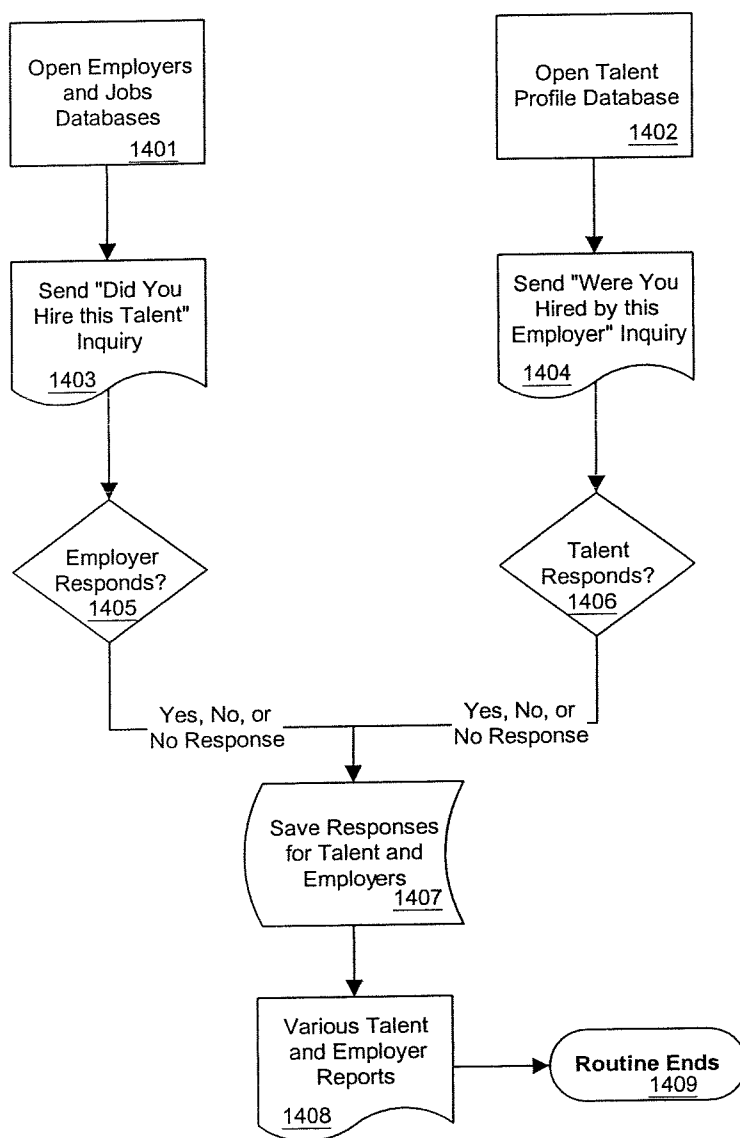 Open Employers
and Jobs
Databases
1401
Open Talent
Profile Database
1402
Send "Did You
Hire this Talent"
Inquiry
1403
Send "Were You
Hired by this
Employer" Inquiry
1404
Employer
Responds?
1405
Talent
Responds?
1406
Yes, No, or
No Response
Yes, No, or
No Response
Save Responses
for Talent and
Employers
1407
Various Talent
and Employer
Reports
1408
Routine Ends
1409